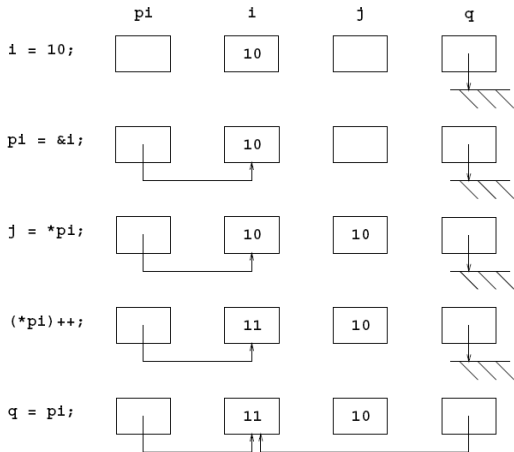 pi i j q
i = 10; 10
pi = &i; 10
j = *pi; 10 10
(*pi)++; 11 10
q = pi; 11 10